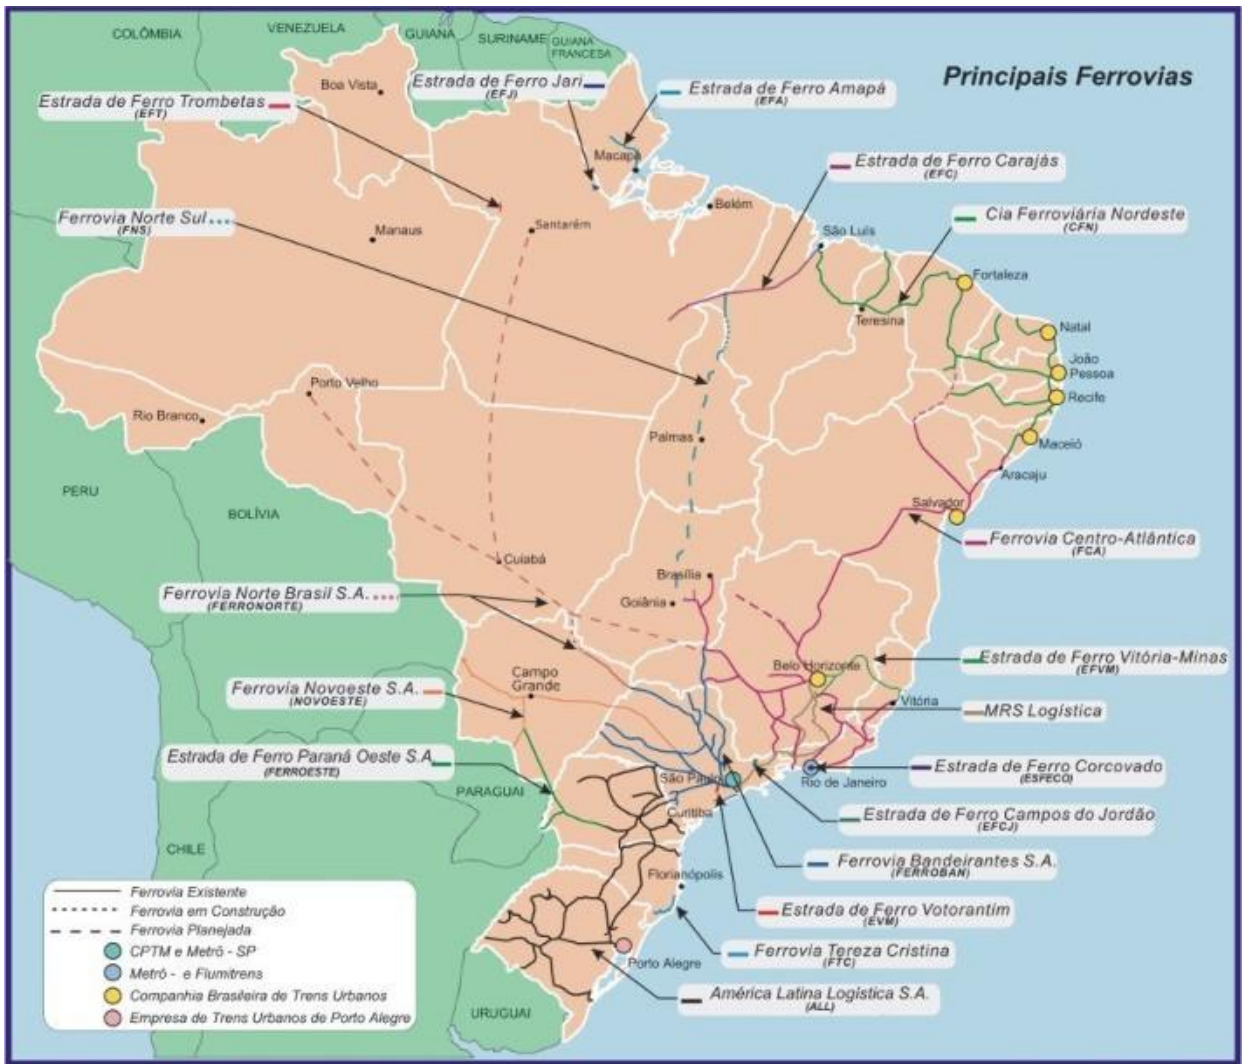 COLÔMBIA
VENEZUELA
GUIANA
SURINAME
GUIANA
FRANCESA
Principais Ferrovias
Boa Vista
Estrada de Ferro Jari
(EFJ)
Estrada de Ferro Amapá
(EFA)
Estrada de Ferro Trombetas
(EFT)
Macapá
Estrada de Ferro Carajás
(EFC)
Belém
Ferrovia Norte Sul
(FNS)
Santarém
Manaus
São Luís
Cia Ferroviária Nordeste
(CFN)
Fortaleza
Teresina
Natal
João
Pessoa
Porto Velho
Recife
Rio Branco
Palmas
Maceió
Aracaju
PERU
BOLÍVIA
Salvador
Ferrovia Centro-Atlântica
(FCA)
Cuiabá
Brasília
Goiânia
Ferrovia Norte Brasil S.A.
(FERRONORTE)
Belo Horizonte
Estrada de Ferro Vitória-Minas
(EFVM)
Campo
Grande
Ferrovia Novoeste S.A.
(NOVOESTE)
Vitória
MRS Logística
Estrada de Ferro Paraná Oeste S.A
(FERROESTE)
São Paulo
Rio de Janeiro
Estrada de Ferro Corcovado
(ESFECO)
PARAGUAI
Curitiba
Estrada de Ferro Campos do Jordão
(EFCJ)
CHILE
Ferrovia Bandeirantes S.A.
(FERROBAN)
Florianópolis
Ferrovia Existente
Ferrovia em Construção
Ferrovia Planejada
CPTM e Metrô - SP
Metrô - e Flumitrens
Companhia Brasileira de Trens Urbanos
Empresa de Trens Urbanos de Porto Alegre
Estrada de Ferro Votorantim
(EVM)
Ferrovia Tereza Cristina
(FTC)
Porto Alegre
América Latina Logística S.A.
(ALL)
URUGUAI